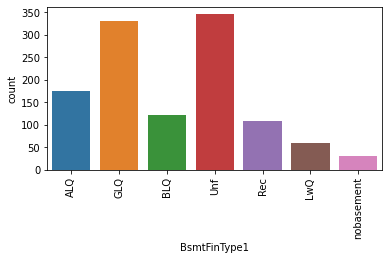 350
300
250
200
150
100
50
0
count
ALQ
GLQ
BLQ
Unf
Rec
LwQ
nobasement
BsmtFinType1